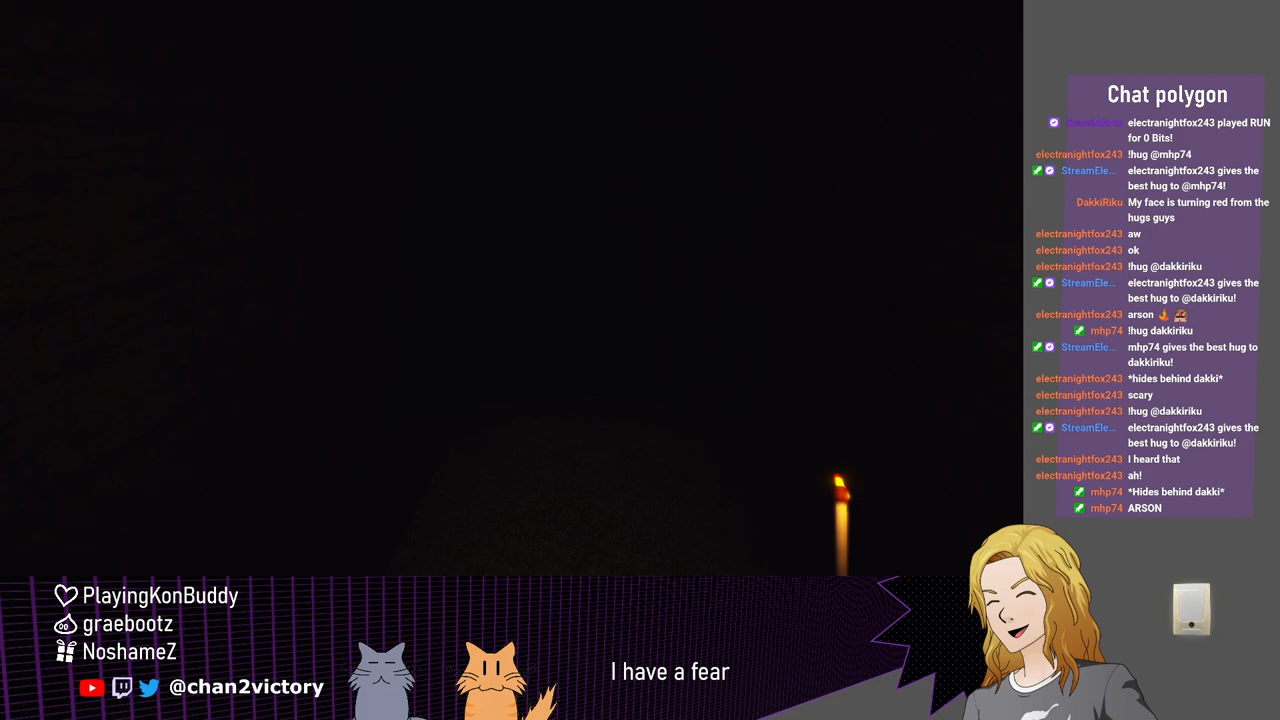 Chat polygon
electranightfox243 played RUN
for 0 Bits!
electranightfox243 !hug @mhp74
StreamEle... electranightfox243 gives the
best hug to @mhp74!
DakkiRiku My face is turning red from the
hugs guys
electranightfox243 aw
electranightfox243 ok
electranightfox243 !hug @dakkiriku
StreamEle... electranightfox243 gives the
best hug to @dakkiriku!
electranightfox243 arson
mhp74 !hug dakkiriku
StreamEle... mhp74 gives the best hug to
dakkiriku!
electranightfox243 *hides behind dakki*
electranightfox243 scary
electranightfox243 !hug @dakkiriku
StreamEle... electranightfox243 gives the
best hug to @dakkiriku!
electranightfox243 I heard that
electranightfox243 ah!
mhp74 *Hides behind dakki*
mhp74 ARSON
PlayingKonBuddy
graebootz
NoshameZ
@chan2victory
I have a fear